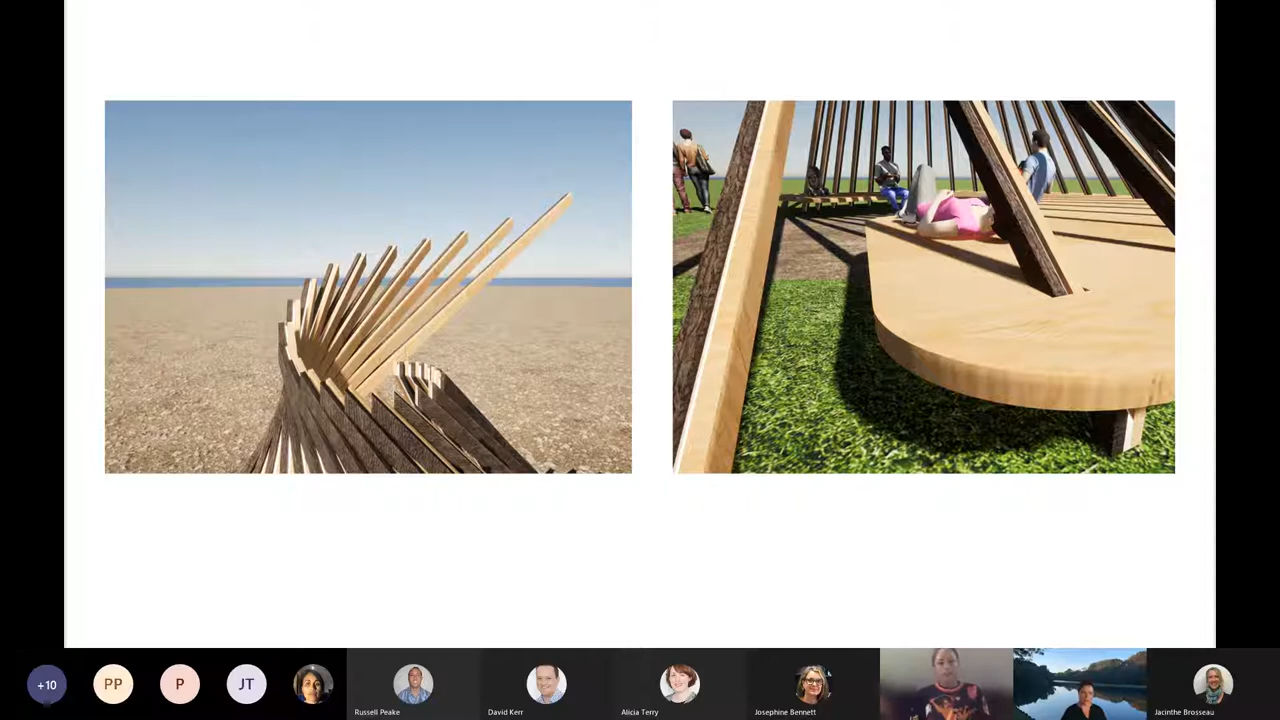 +10
PP
P
JT
Russell Peake
David Kerr
Alicia Terry
Josephine Bennett
Jacinthe Brosseau